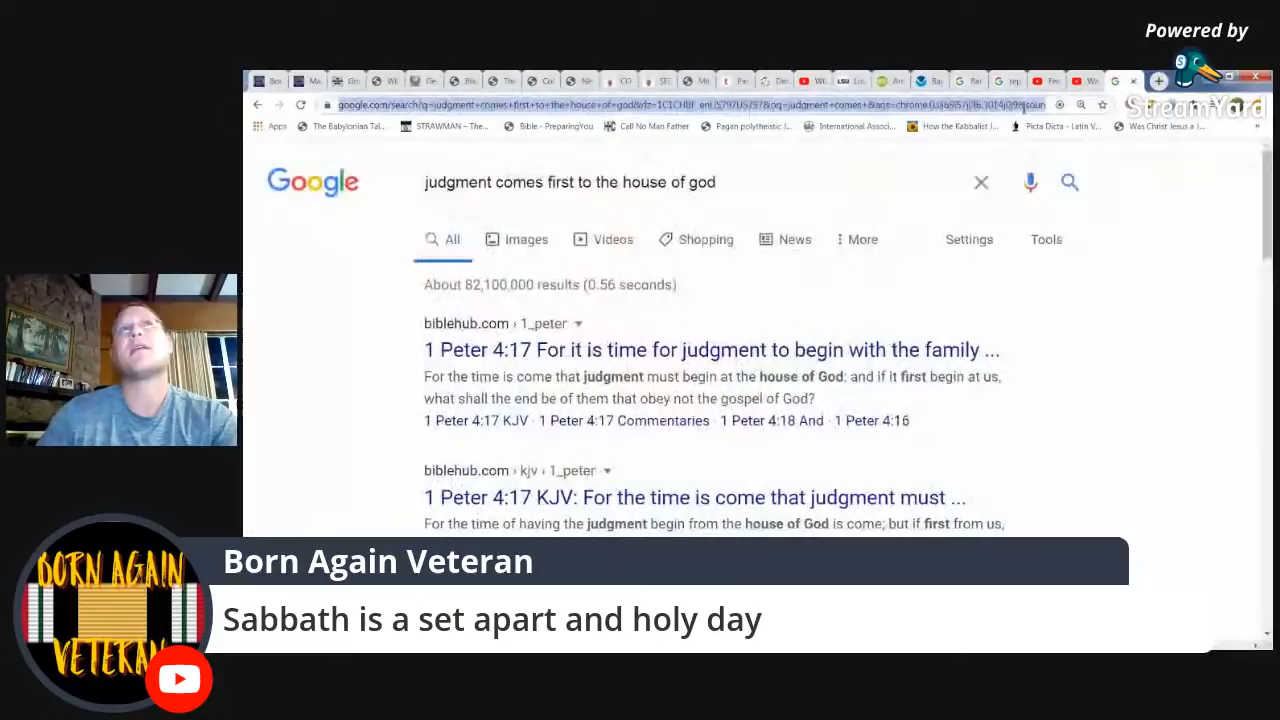 Powered by
StreamYard
Apps
The Babylonian Tal...
STRAWMAN – The...
Bible - PreparingYou
Call No Man Father
Pagan polytheistic j...
International Associ...
How the Kabbalist J...
Picta Dicta - Latin V...
Was Christ Jesus a J...
Google
judgment comes first to the house of god
All
Images
Videos
Shopping
News
More
Settings
Tools
About 82,100,000 results (0.56 seconds)
biblehub.com › 1_peter
1 Peter 4:17 For it is time for judgment to begin with the family ...
For the time is come that judgment must begin at the house of God: and if it first begin at us,
what shall the end be of them that obey not the gospel of God?
1 Peter 4:17 KJV · 1 Peter 4:17 Commentaries · 1 Peter 4:18 And · 1 Peter 4:16
biblehub.com › kjv › 1_peter
1 Peter 4:17 KJV: For the time is come that judgment must ...
For the time of having the judgment begin from the house of God is come; but if first from us,
BORN AGAIN
VETERAN
Born Again Veteran
Sabbath is a set apart and holy day